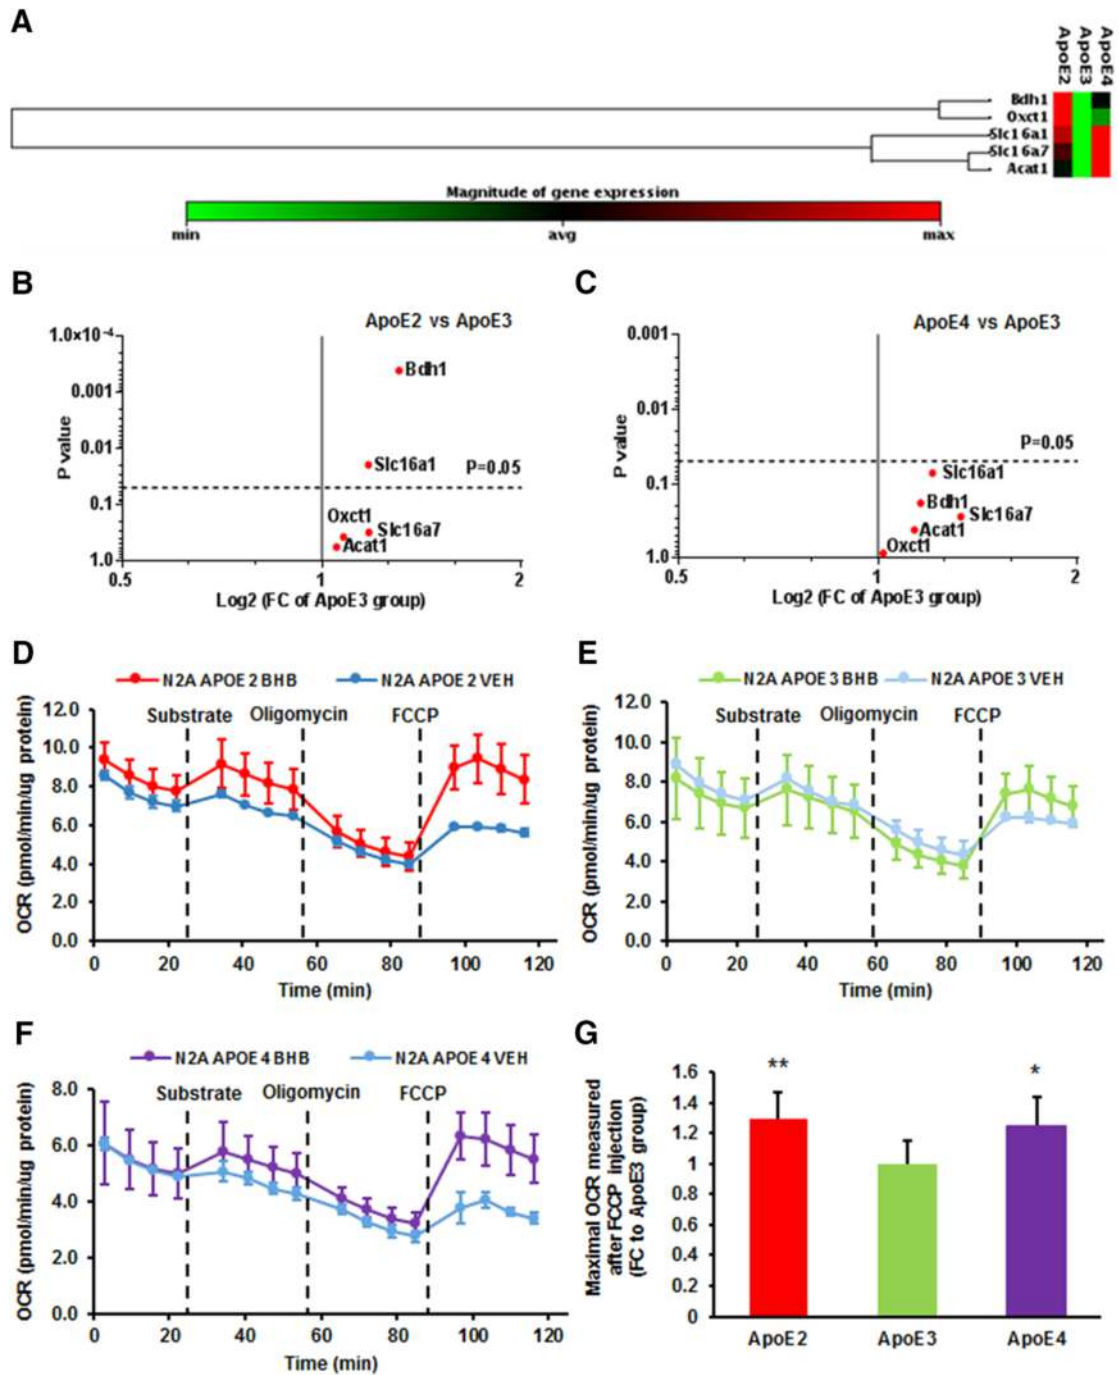 A
ApoE2
ApoE3
ApoE4
Bdh1
Oxct1
Slc16a1
Slc16a7
Acat1
Magnitude of gene expression
min avg max
B
ApoE2 vs ApoE3
1.0x10-4
0.001
0.01
0.1
1.0
P value
Bdh1
Slc16a1
P=0.05
Oxct1
Slc16a7
Acat1
0.5 1 2
Log2 (FC of ApoE3 group)
C
ApoE4 vs ApoE3
0.001
0.01
0.1
1.0
P value
P=0.05
Slc16a1
Bdh1
Slc16a7
Acat1
Oxct1
0.5 1 2
Log2 (FC of ApoE3 group)
D
N2A APOE 2 BHB N2A APOE 2 VEH
Substrate Oligomycin FCCP
OCR (pmol/min/ug protein)
12.0
10.0
8.0
6.0
4.0
2.0
0.0
0 20 40 60 80 100 120
Time (min)
E
N2A APOE 3 BHB N2A APOE 3 VEH
Substrate Oligomycin FCCP
OCR (pmol/min/ug protein)
12.0
10.0
8.0
6.0
4.0
2.0
0.0
0 20 40 60 80 100 120
Time (min)
F
N2A APOE 4 BHB N2A APOE 4 VEH
Substrate Oligomycin FCCP
OCR (pmol/min/ug protein)
8.0
6.0
4.0
2.0
0.0
0 20 40 60 80 100 120
Time (min)
G
Maximal OCR measured
after FCCP injection
(FC to ApoE3 group)
1.6
1.4
1.2
1
0.8
0.6
0.4
0.2
0
** *
ApoE2 ApoE3 ApoE4